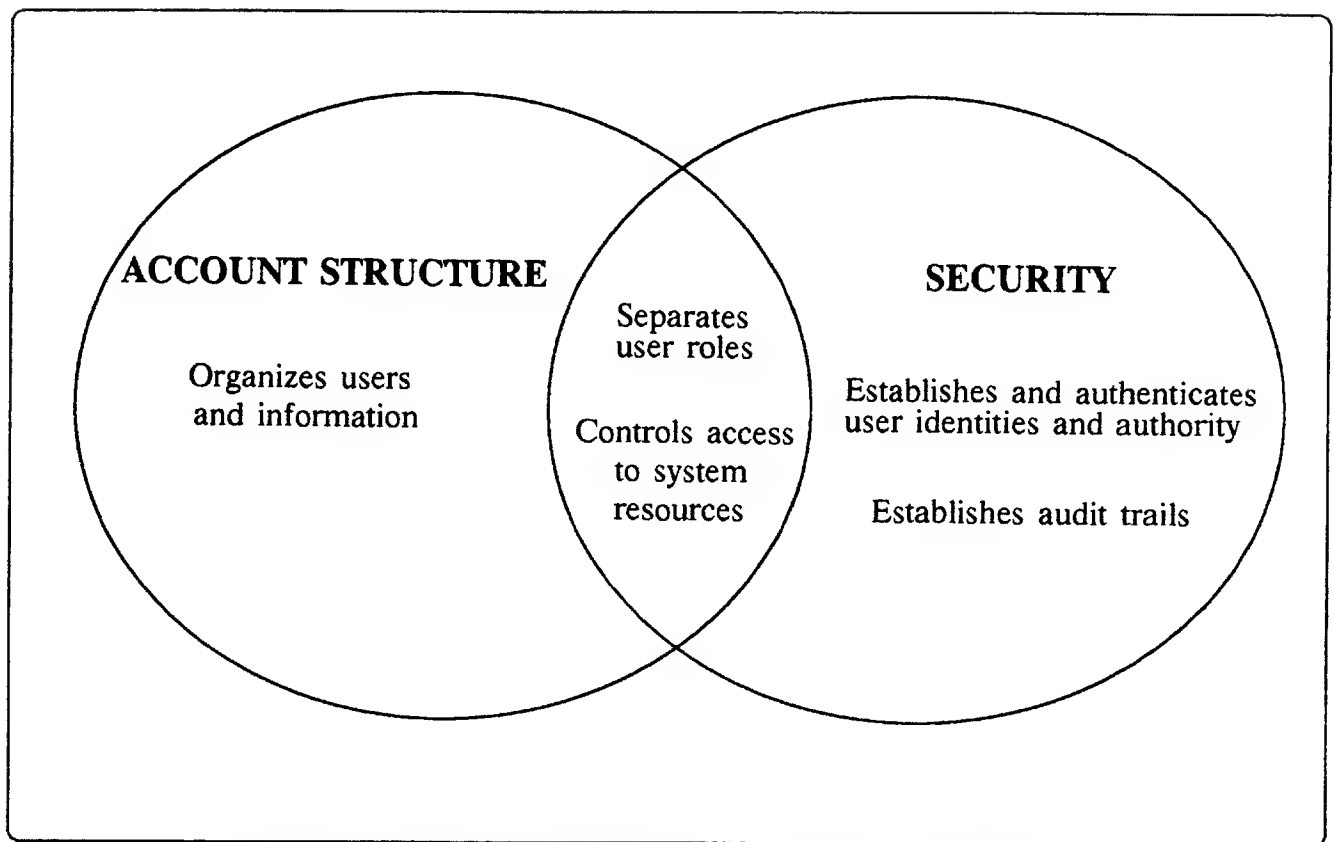 ACCOUNT STRUCTURE
Organizes users
and information
Separates
user roles
Controls access
to system
resources
SECURITY
Establishes and authenticates
user identities and authority
Establishes audit trails